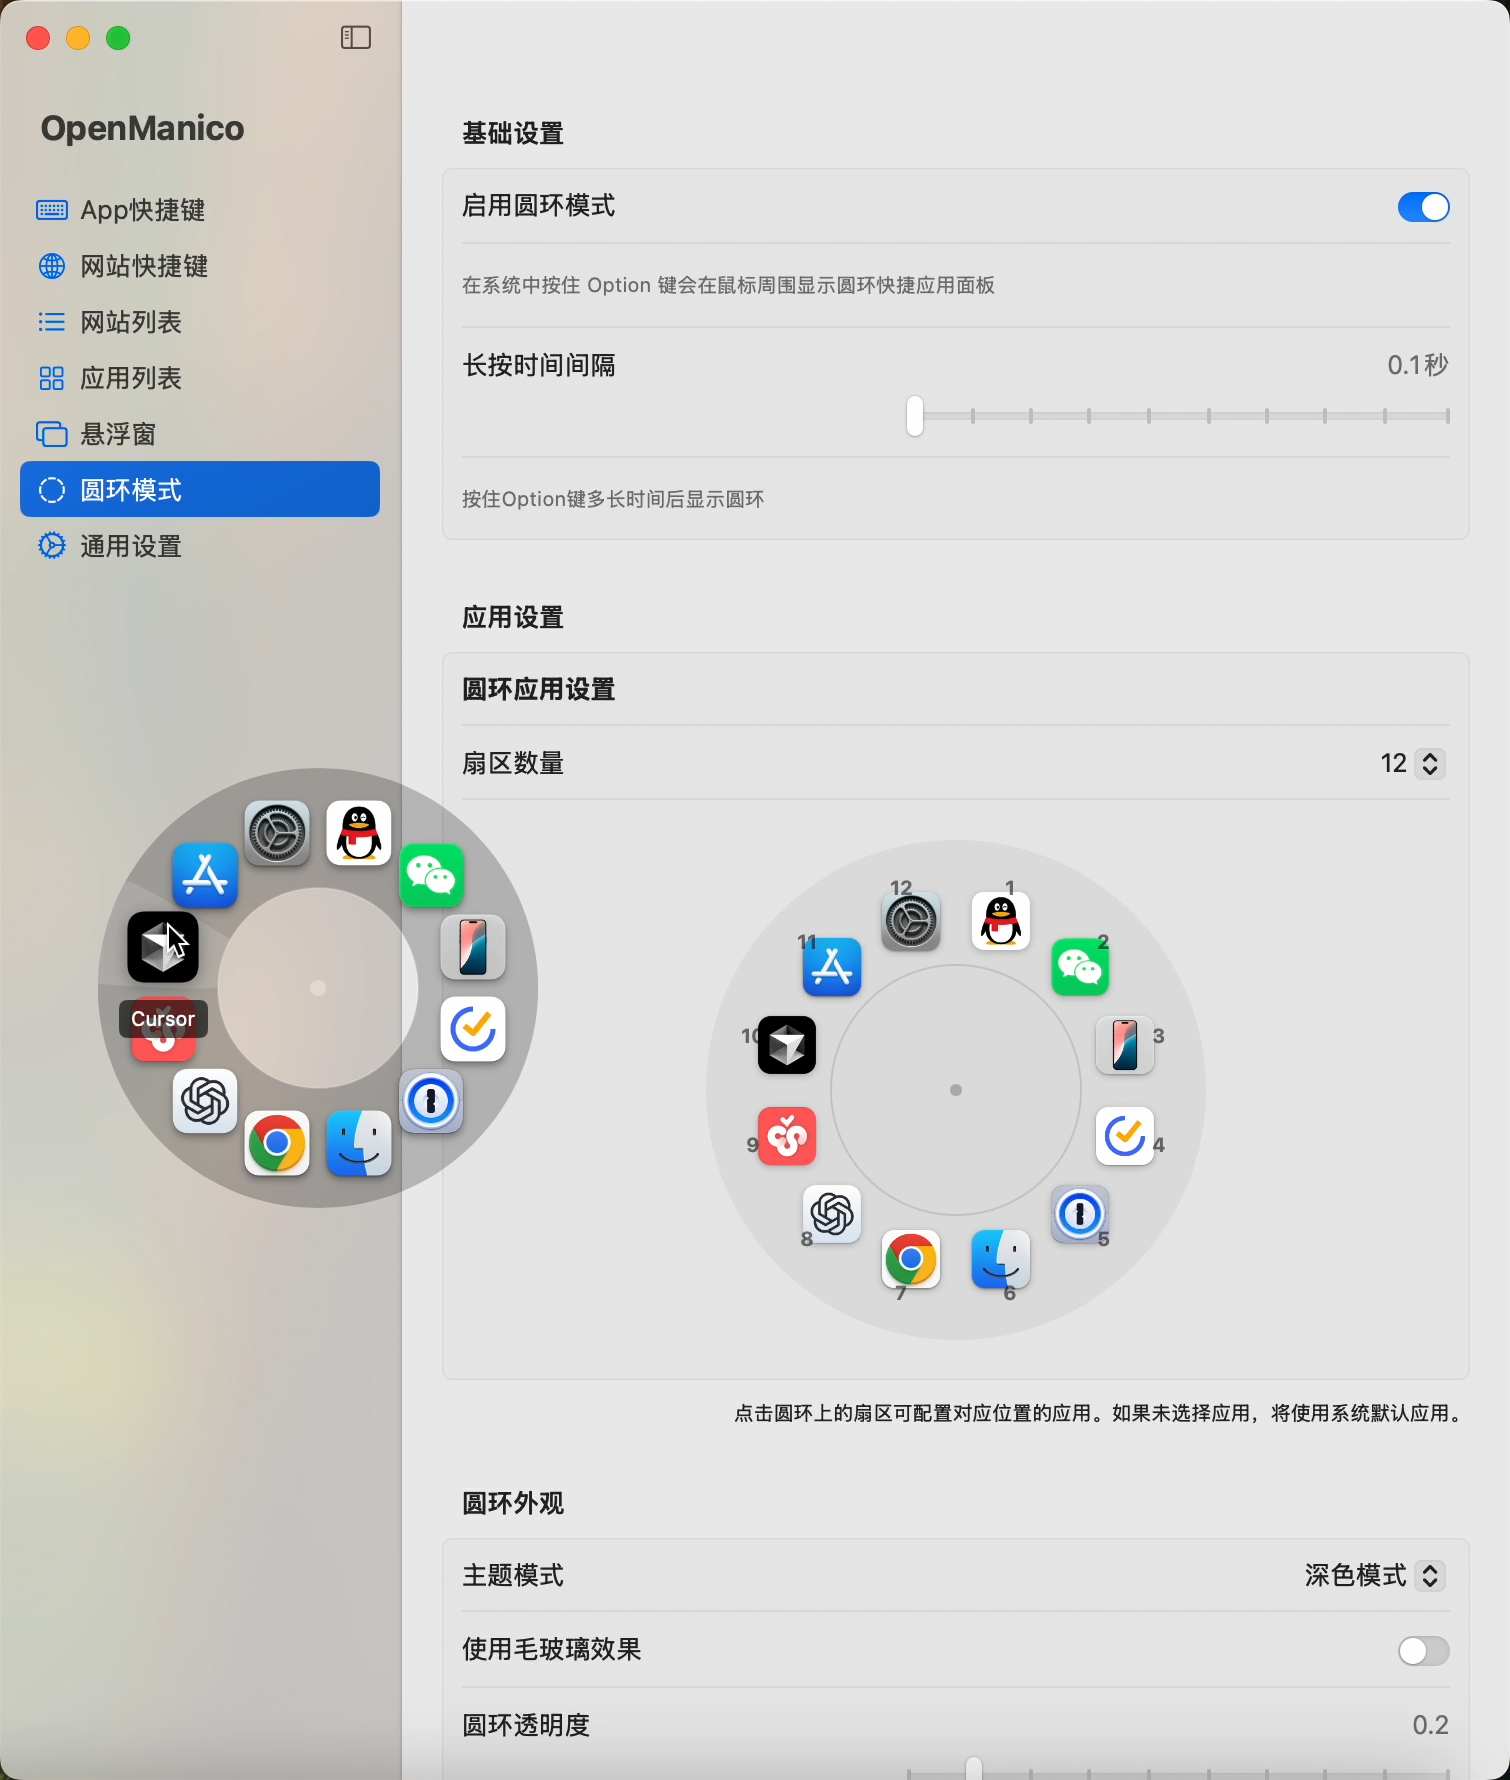 OpenManico
App快捷键
网站快捷键
网站列表
应用列表
悬浮窗
圆环模式
通用设置
Cursor
基础设置
启用圆环模式
在系统中按住 Option 键会在鼠标周围显示圆环快捷应用面板
长按时间间隔 0.1秒
按住Option键多长时间后显示圆环
应用设置
圆环应用设置
扇区数量 12
12 1
11 2
10 3
9 4
8 5
7 6
点击圆环上的扇区可配置对应位置的应用。如果未选择应用，将使用系统默认应用。
圆环外观
主题模式 深色模式
使用毛玻璃效果
圆环透明度 0.2